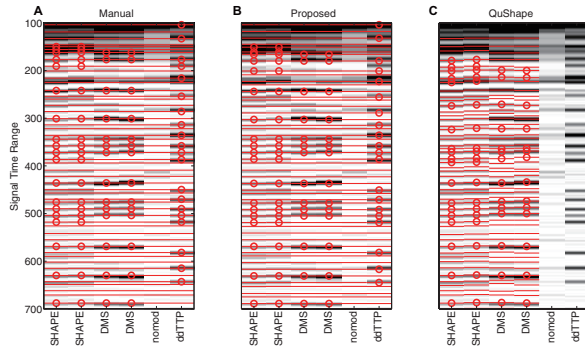 A Manual
B Proposed
C QuShape
Signal Time Range
100
200
300
400
500
600
700
SHAPE
SHAPE
DMS
DMS
nomod
ddTTP
SHAPE
SHAPE
DMS
DMS
nomod
ddTTP
SHAPE
SHAPE
DMS
DMS
nomod
ddTTP